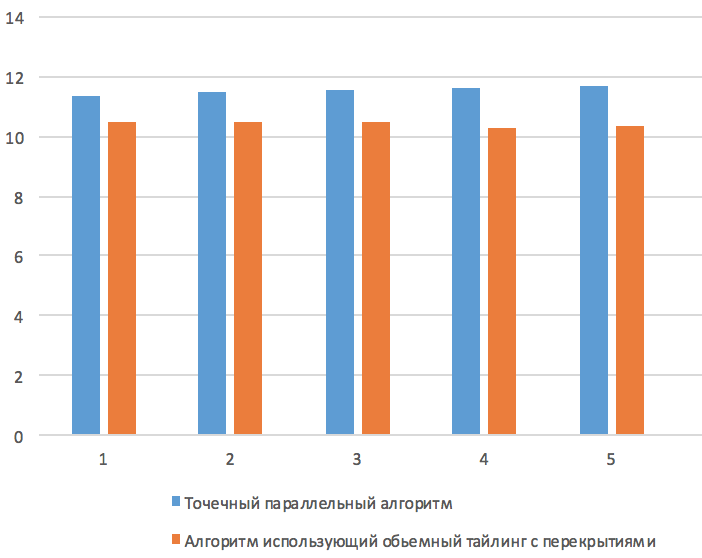 14
12
10
8
6
4
2
0
1 2 3 4 5
Точечный параллельный алгоритм
Алгоритм использующий обьемный тайлинг с перекрытиями